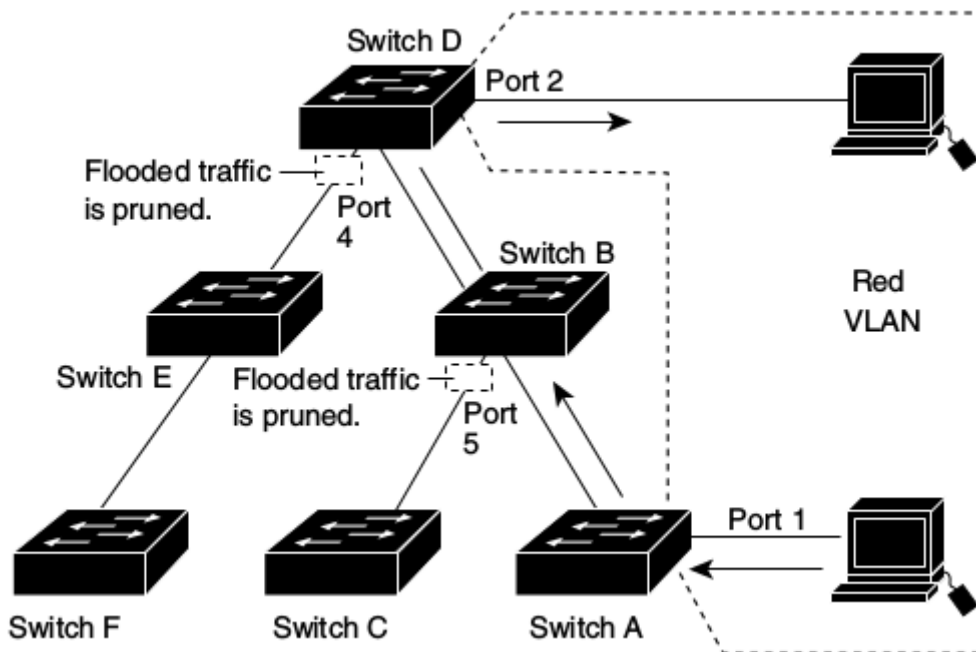 Switch D
Port 2
Flooded traffic
is pruned.
Port
4
Switch B
Red
VLAN
Switch E
Flooded traffic
is pruned.
Port
5
Port 1
Switch F
Switch C
Switch A